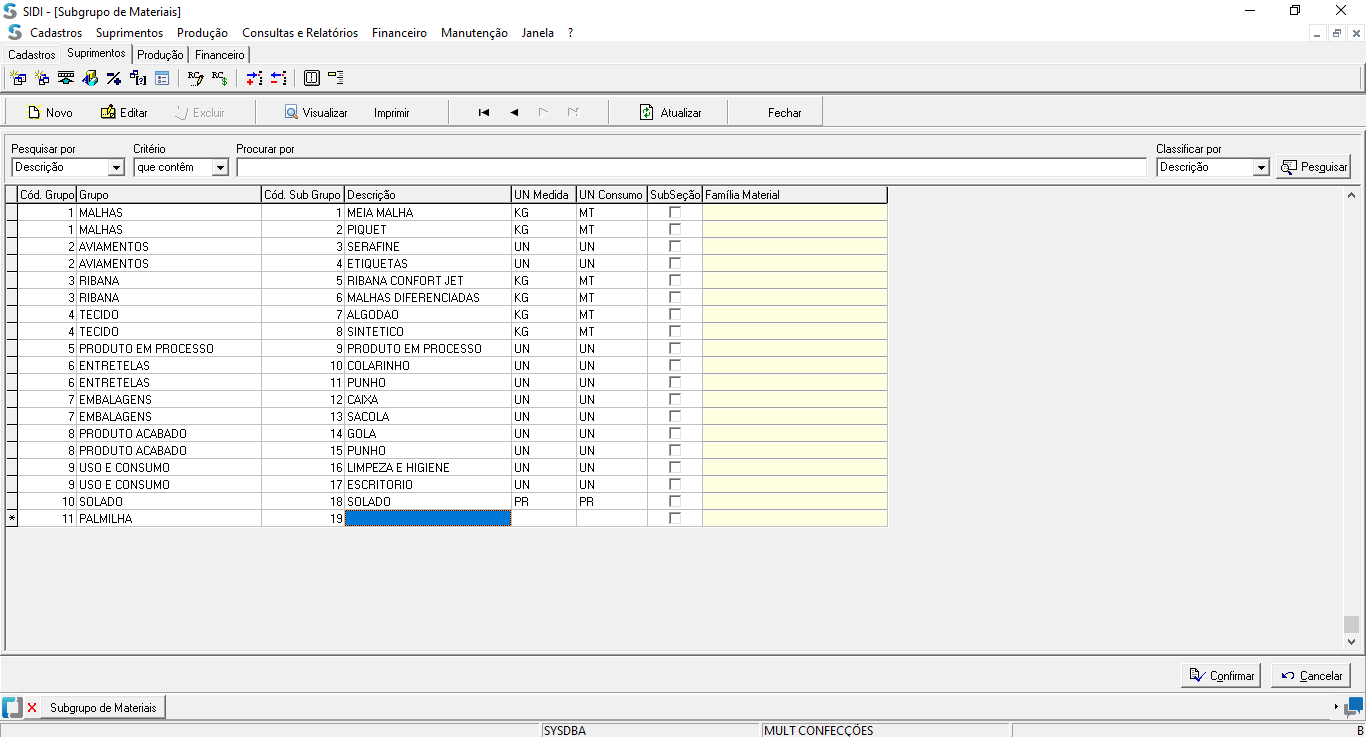 SIDI - [Subgrupo de Materiais]
Cadastros Suprimentos Produção Consultas e Relatórios Financeiro Manutenção Janela ?
Cadastros Suprimentos Produção Financeiro
Novo Editar Excluir Visualizar Imprimir Atualizar Fechar
Pesquisar por Critério Procurar por Classificar por
Descrição que contêm Descrição Pesquisar
Cód. Grupo Grupo Cód. Sub Grupo Descrição UN Medida UN Consumo SubSeção Família Material
1 MALHAS 1 MEIA MALHA KG MT
1 MALHAS 2 PIQUET KG MT
2 AVIAMENTOS 3 SERAFINE UN UN
2 AVIAMENTOS 4 ETIQUETAS UN UN
3 RIBANA 5 RIBANA CONFORT JET KG MT
3 RIBANA 6 MALHAS DIFERENCIADAS KG MT
4 TECIDO 7 ALGODAO KG MT
4 TECIDO 8 SINTETICO KG MT
5 PRODUTO EM PROCESSO 9 PRODUTO EM PROCESSO UN UN
6 ENTRETELAS 10 COLARINHO UN UN
6 ENTRETELAS 11 PUNHO UN UN
7 EMBALAGENS 12 CAIXA UN UN
7 EMBALAGENS 13 SACOLA UN UN
8 PRODUTO ACABADO 14 GOLA UN UN
8 PRODUTO ACABADO 15 PUNHO UN UN
9 USO E CONSUMO 16 LIMPEZA E HIGIENE UN UN
9 USO E CONSUMO 17 ESCRITORIO UN UN
10 SOLADO 18 SOLADO PR PR
* 11 PALMILHA 19
Confirmar Cancelar
Subgrupo de Materiais
SYSDBA MULT CONFECÇÕES B